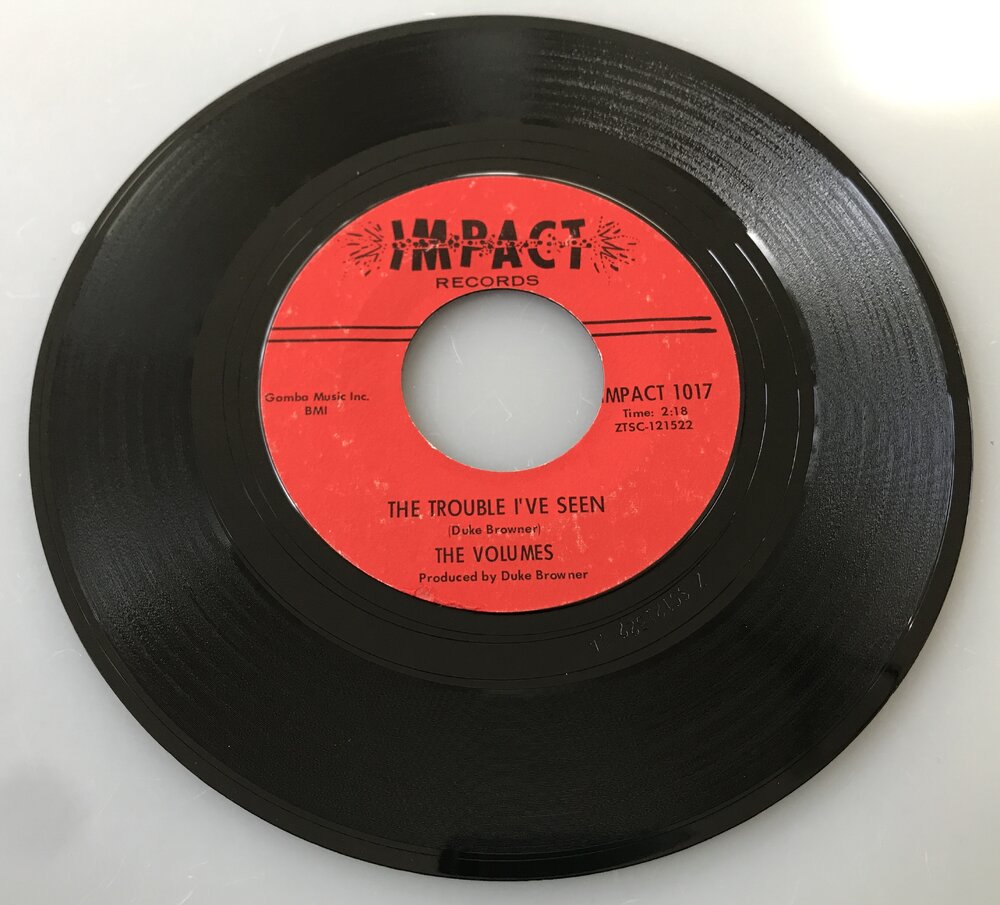 IMPACT
RECORDS
Gomba Music Inc.
BMI
IMPACT 1017
Time: 2:18
ZTSC-121522
THE TROUBLE I'VE SEEN
(Duke Browner)
THE VOLUMES
Produced by Duke Browner